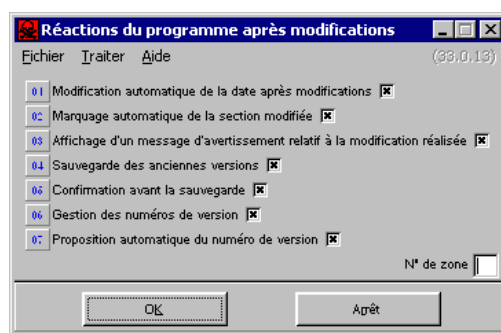 Réactions du programme après modifications
Fichier Traiter Aide (33.0.13)
01 Modification automatique de la date après modifications
02 Marquage automatique de la section modifiée
03 Affichage d'un message d'avertissement relatif à la modification réalisée
04 Sauvegarde des anciennes versions
05 Confirmation avant la sauvegarde
06 Gestion des numéros de version
07 Proposition automatique du numéro de version
N° de zone
OK Arrêt